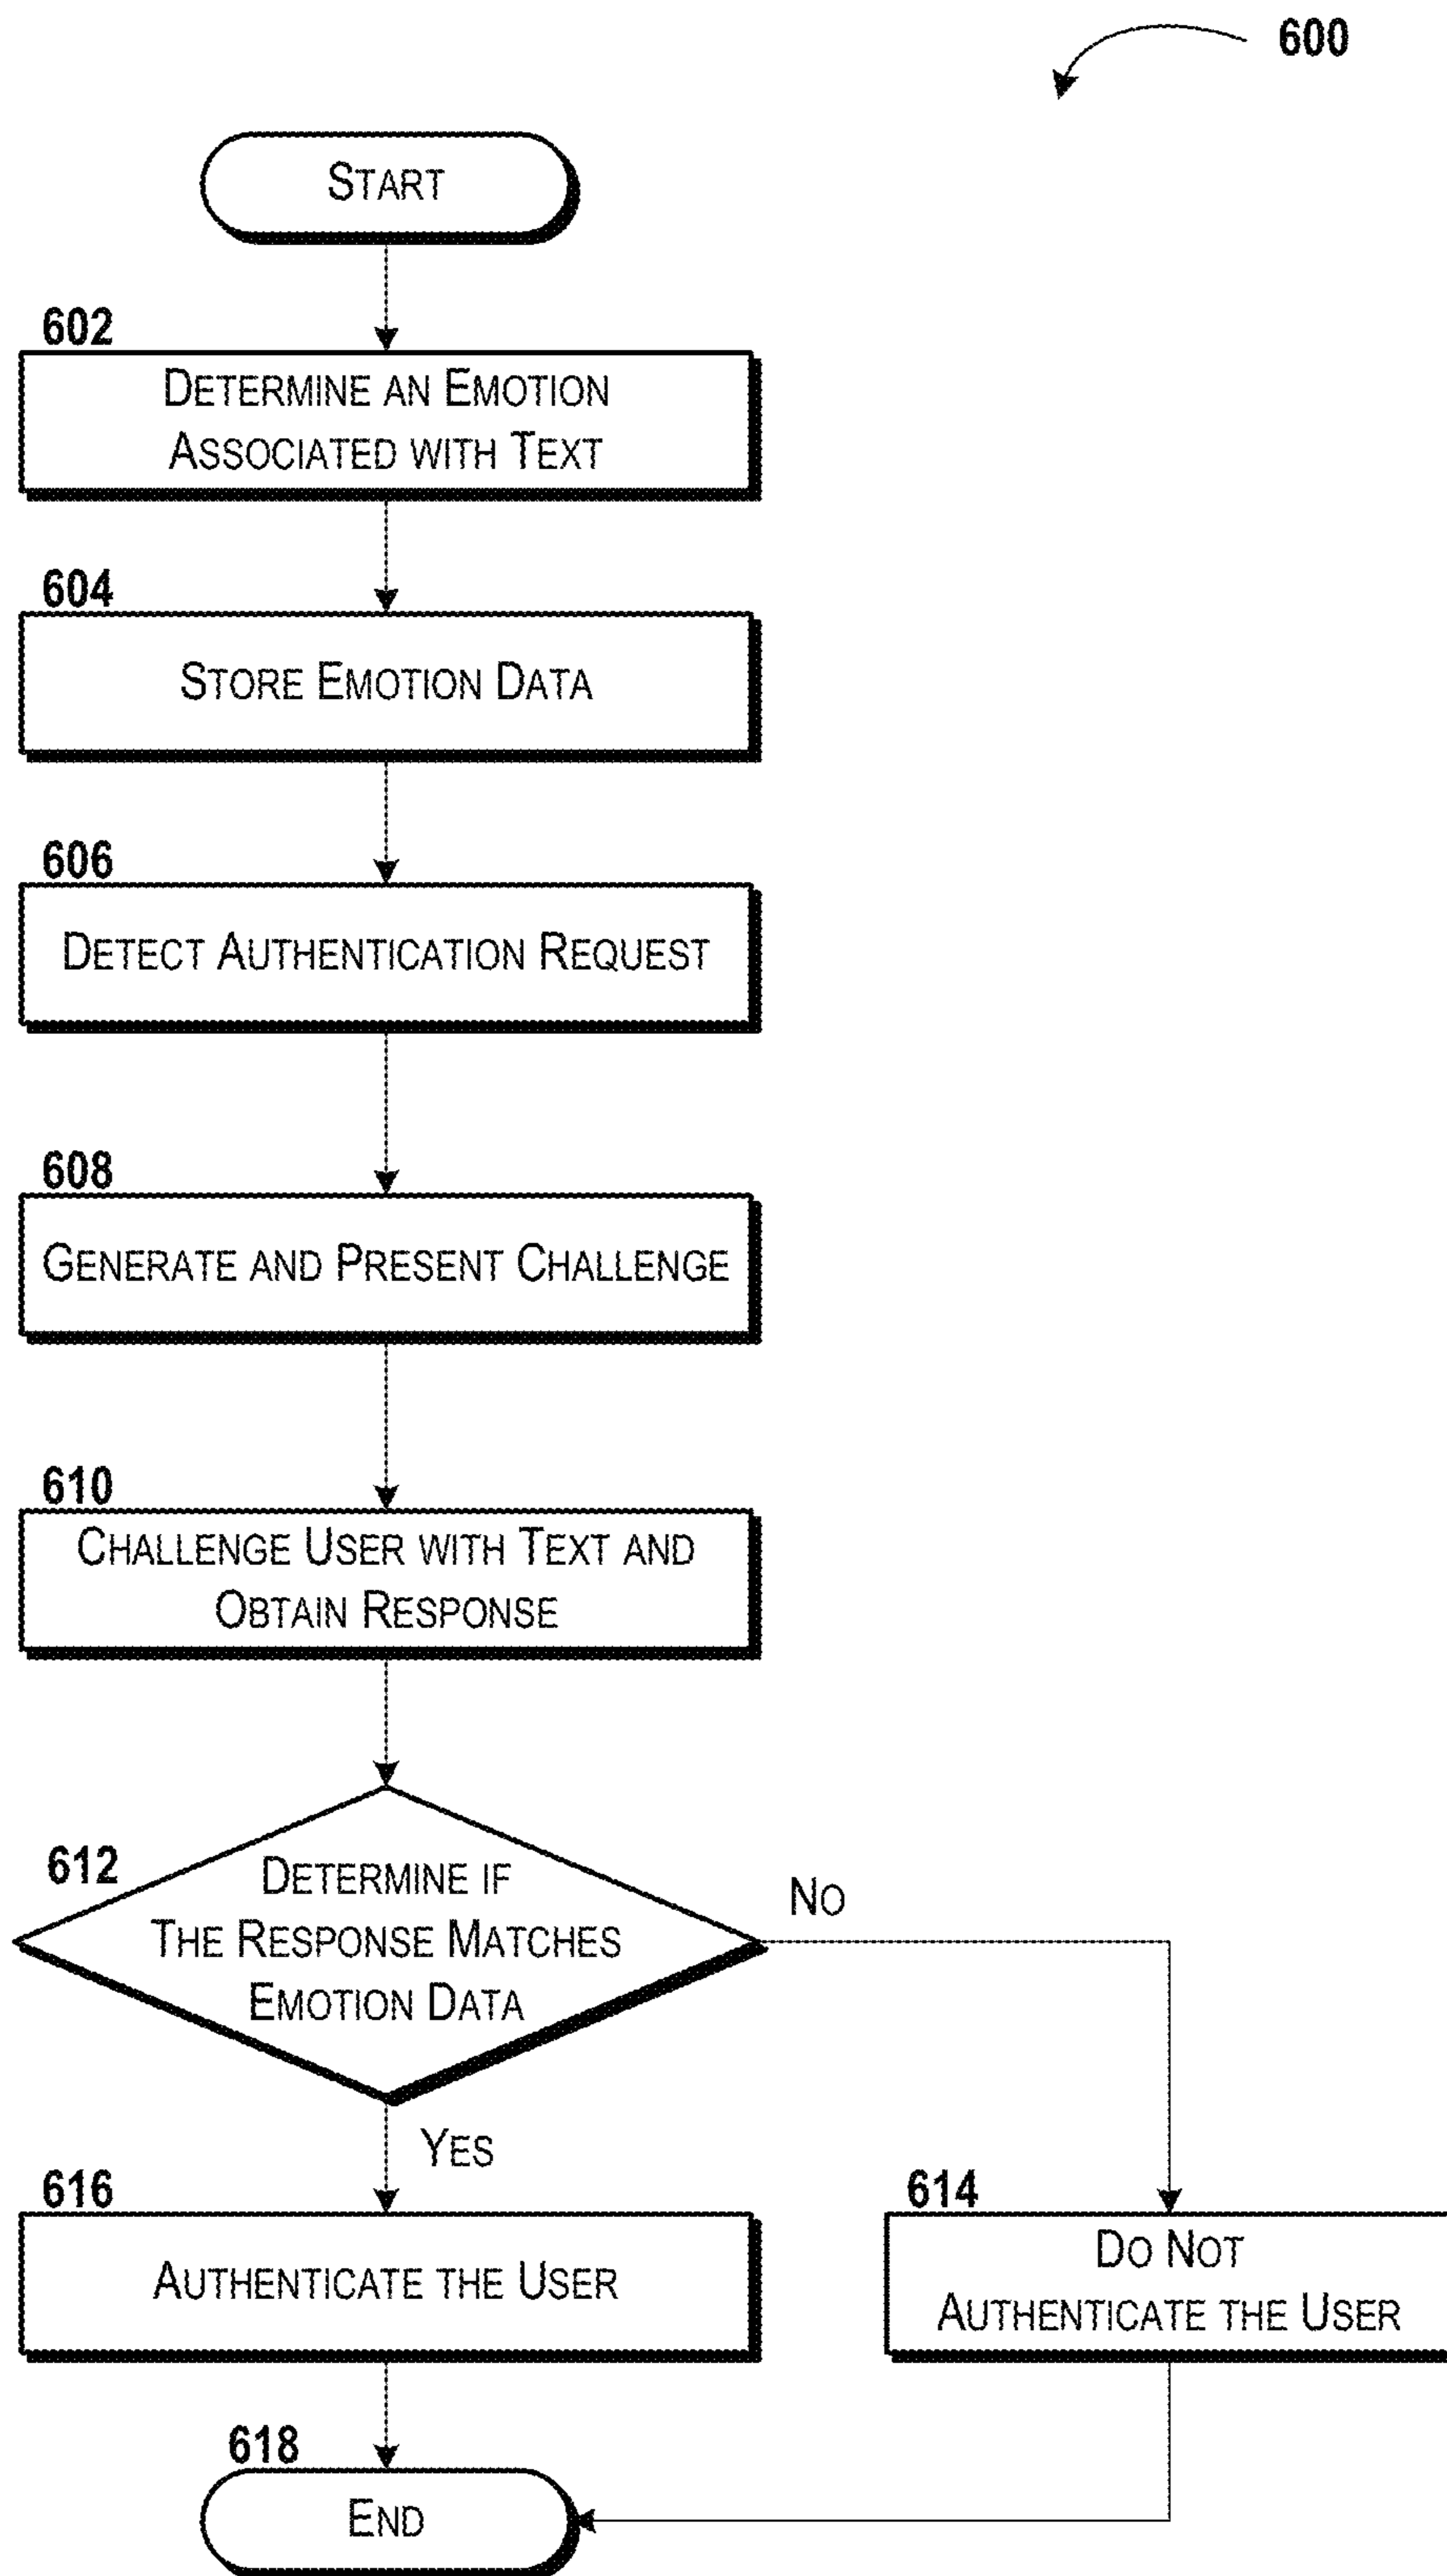 600
START
602
DETERMINE AN EMOTION
ASSOCIATED WITH TEXT
604
STORE EMOTION DATA
606
DETECT AUTHENTICATION REQUEST
608
GENERATE AND PRESENT CHALLENGE
610
CHALLENGE USER WITH TEXT AND
OBTAIN RESPONSE
612
DETERMINE IF
THE RESPONSE MATCHES
EMOTION DATA
NO
YES
616
AUTHENTICATE THE USER
614
DO NOT
AUTHENTICATE THE USER
618
END